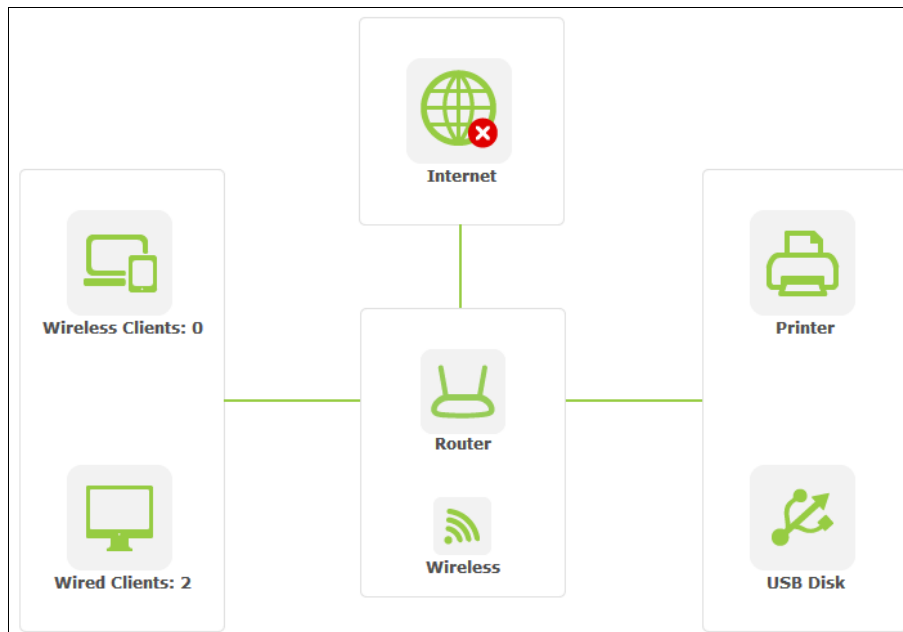 Internet
Wireless Clients: 0
Printer
Router
Wireless
Wired Clients: 2
USB Disk